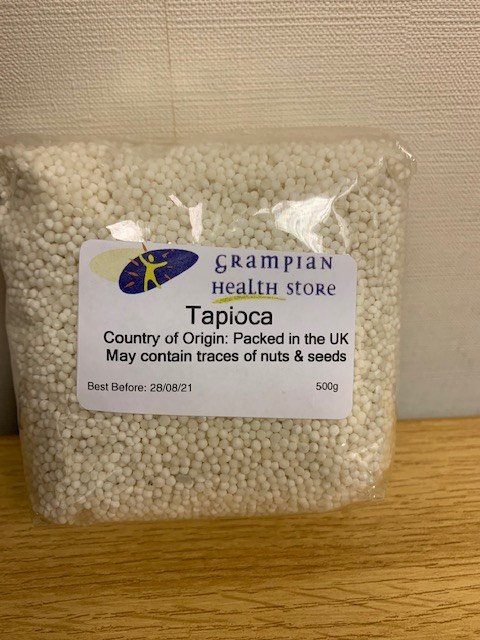 GRAMPIAN
HEALTH STORE
Tapioca
Country of Origin: Packed in the UK
May contain traces of nuts & seeds
Best Before: 28/08/21 500g